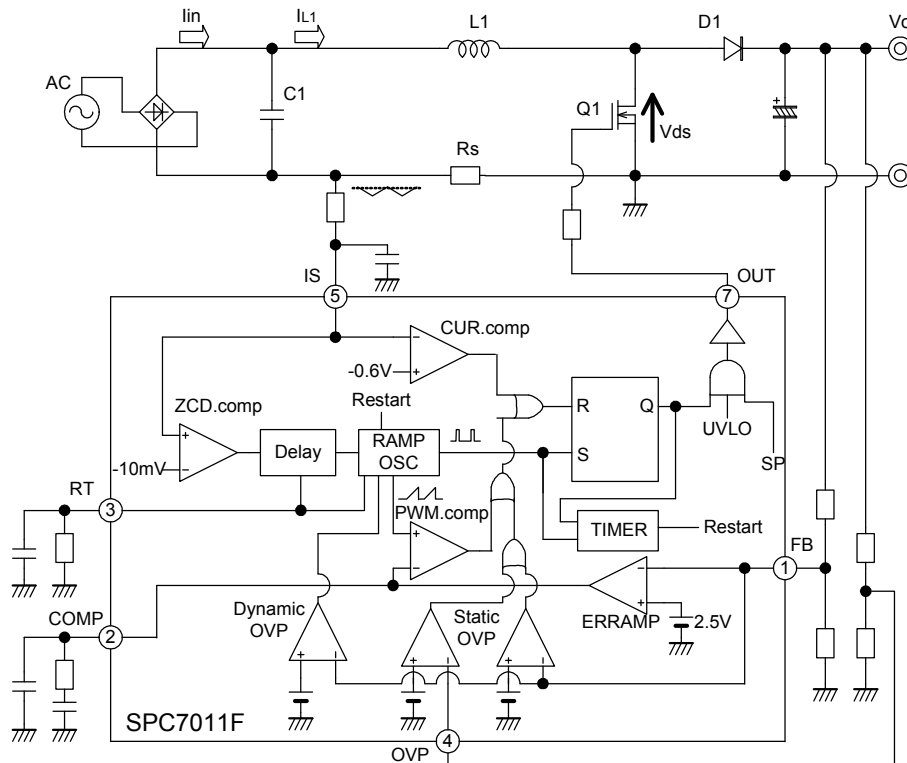 Iin
IL1
L1
D1
Vo
AC
C1
Q1
Vds
Rs
+
IS
5
OUT
7
CUR.comp
-
+
-0.6V
ZCD.comp
Restart
R
Q
+
-
-10mV
Delay
RAMP
OSC
S
UVLO
SP
RT
3
PWM.comp
+
-
TIMER
Restart
FB
1
COMP
2
Dynamic
OVP
Static
OVP
ERRAMP
-
+
2.5V
+
-
+
-
+
-
SPC7011F
OVP
4